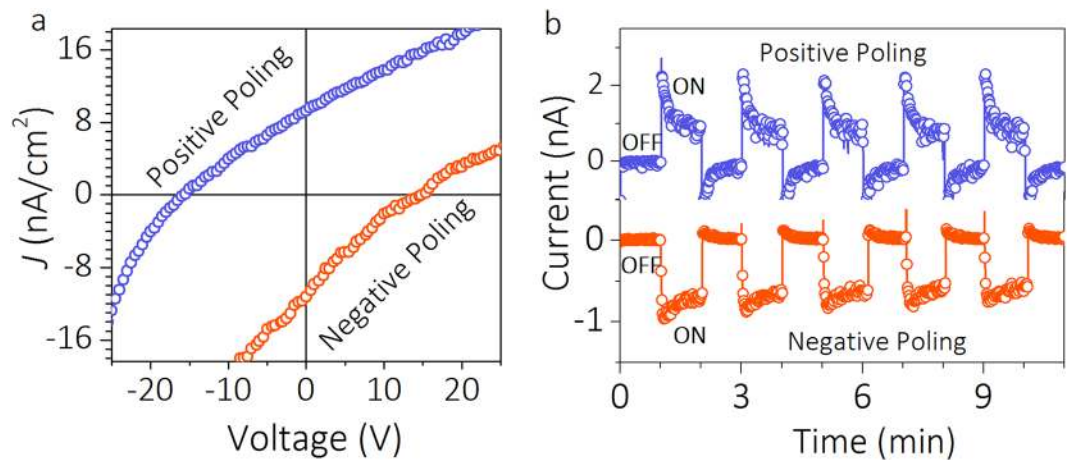 a
J (nA/cm²)
16
8
0
-8
-16
Positive Poling
Negative Poling
-20
-10
0
10
20
Voltage (V)
b
Current (nA)
2
0
0
-1
Positive Poling
ON
OFF
OFF
ON
Negative Poling
0
3
6
9
Time (min)